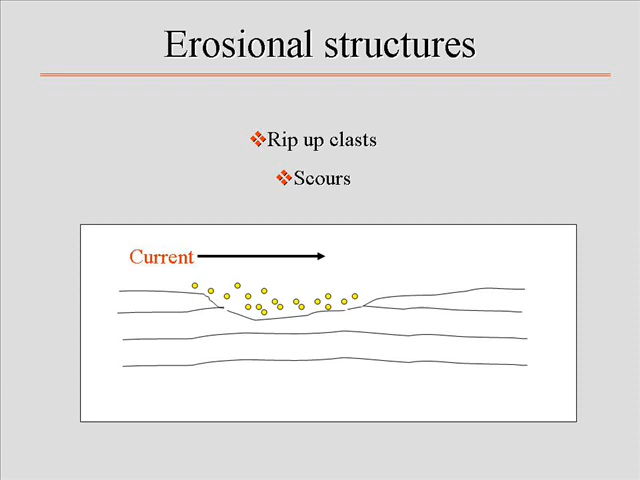 Erosional structures
Rip up clasts
Scours
Current